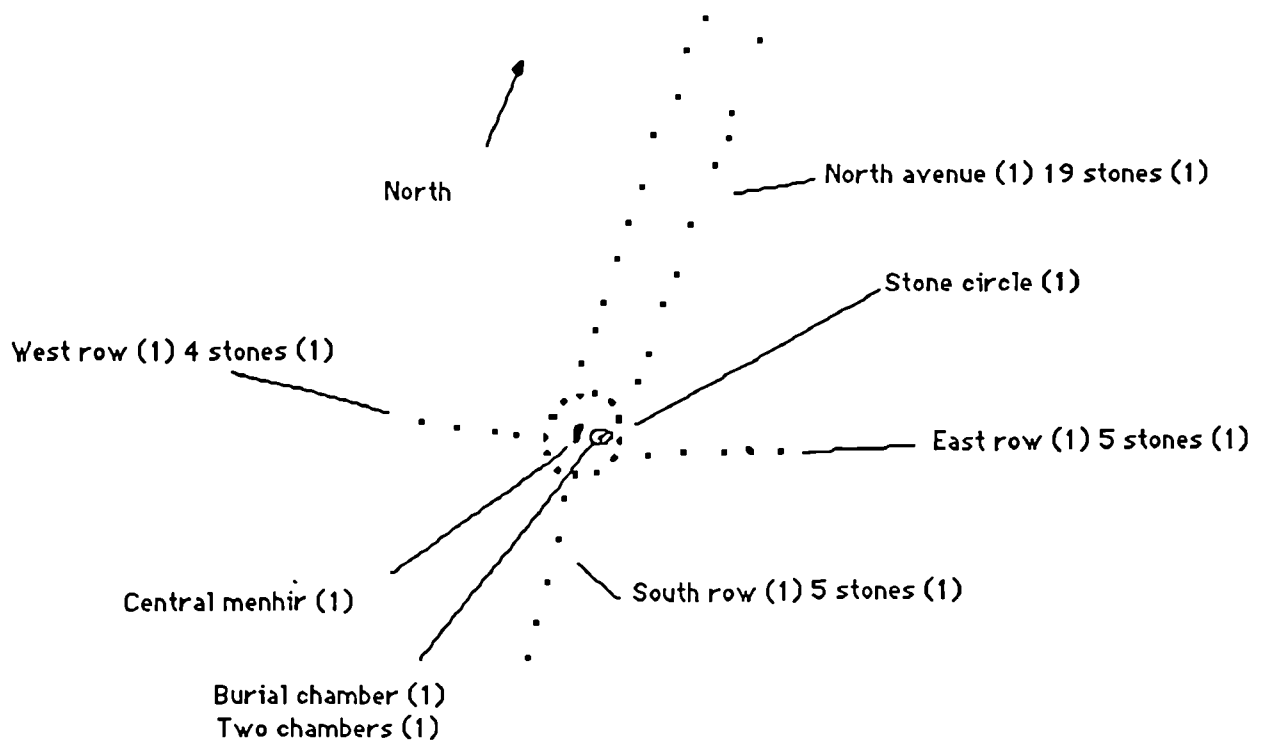 North
North avenue (1) 19 stones (1)
Stone circle (1)
West row (1) 4 stones (1)
East row (1) 5 stones (1)
Central menhir (1)
South row (1) 5 stones (1)
Burial chamber (1)
Two chambers (1)